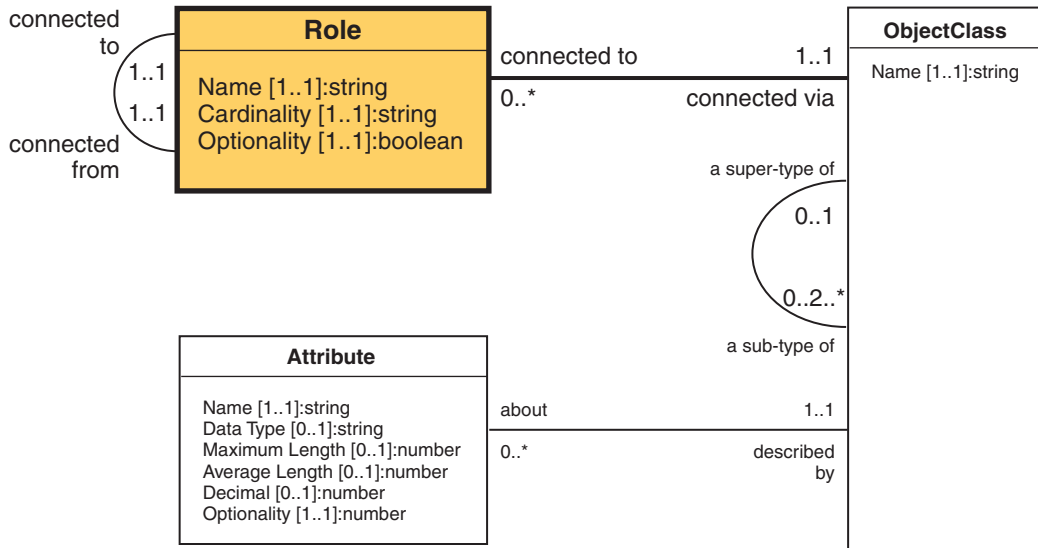 connected
to
1..1
1..1
connected
from
Role
Name [1..1]:string
Cardinality [1..1]:string
Optionality [1..1]:boolean
connected to
1..1
0..*
connected via
ObjectClass
Name [1..1]:string
a super-type of
0..1
0..2..*
a sub-type of
Attribute
Name [1..1]:string
Data Type [0..1]:string
Maximum Length [0..1]:number
Average Length [0..1]:number
Decimal [0..1]:number
Optionality [1..1]:number
about
1..1
0..*
described
by